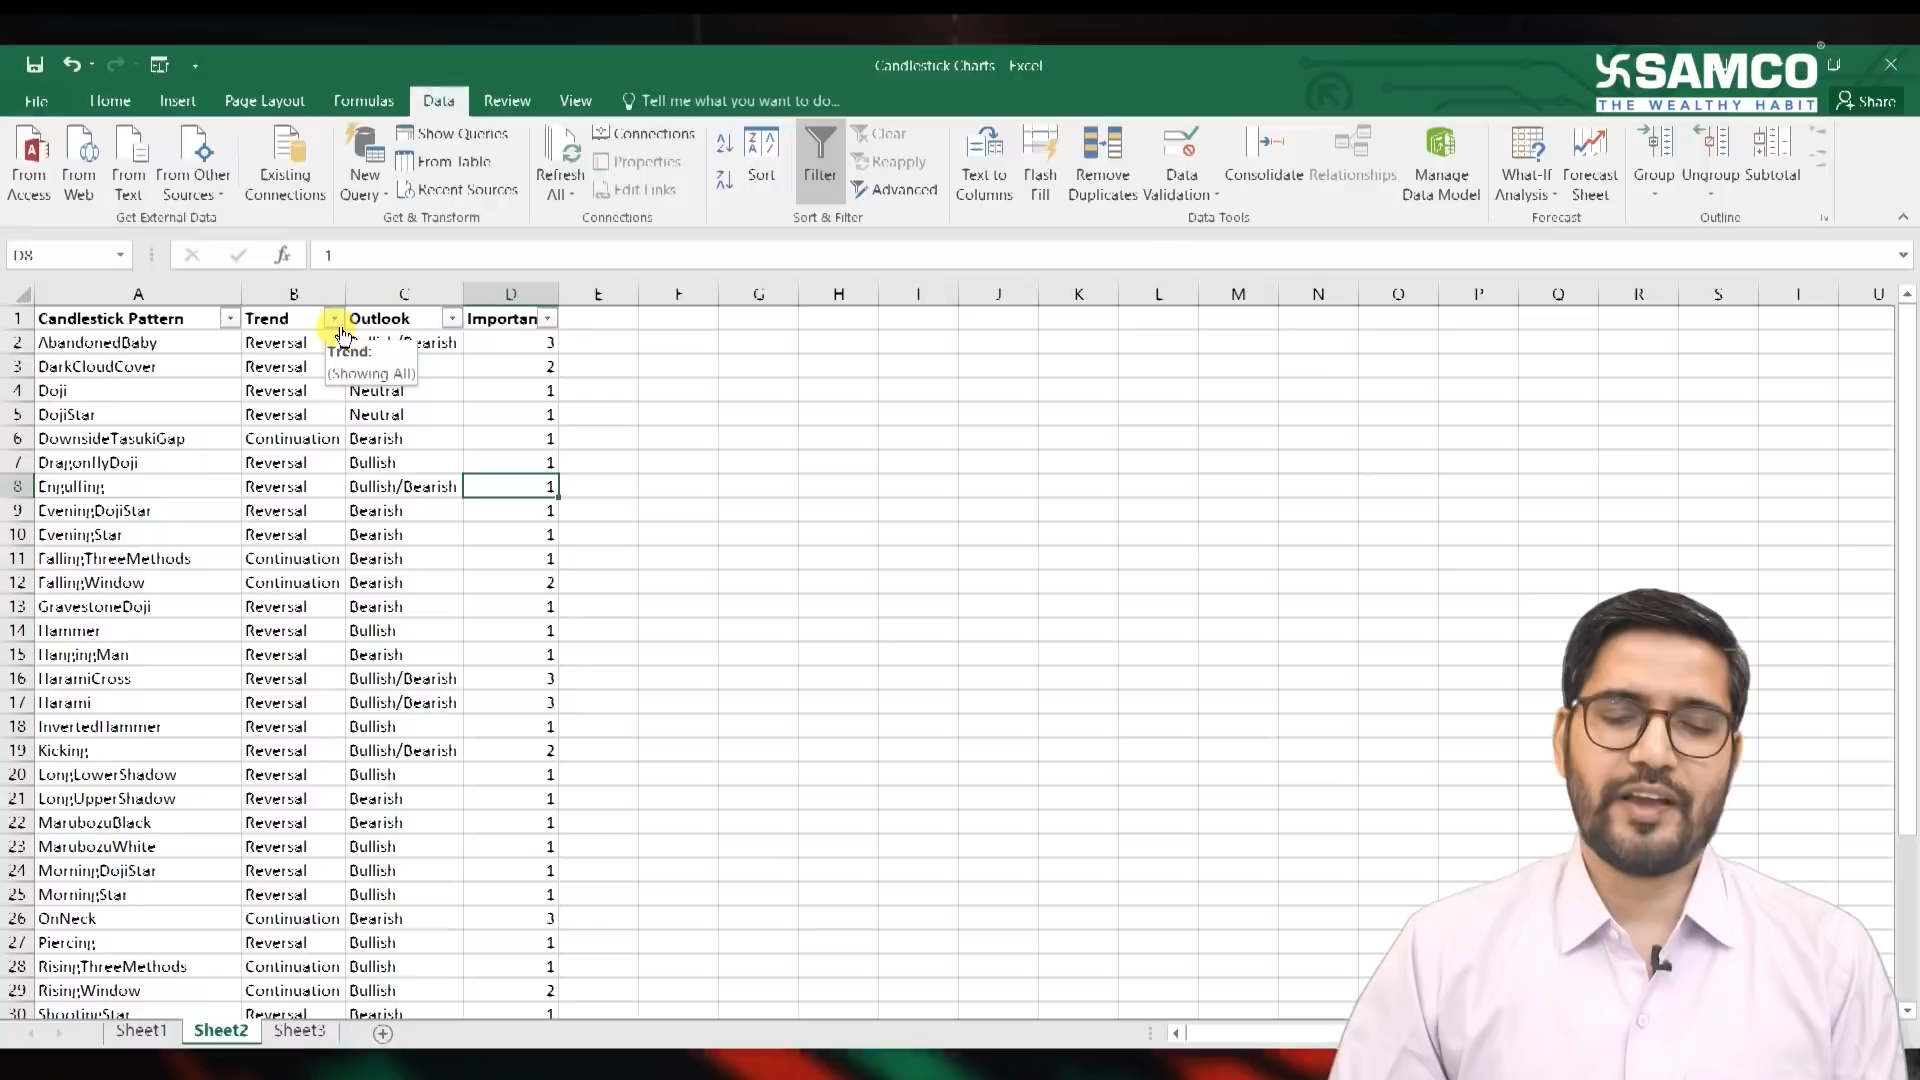 Candlestick Charts - Excel
SAMCO
THE WEALTHY HABIT
File Home Insert Page Layout Formulas Data Review View Tell me what you want to do... Share
From Access From Web From Text From Other Sources Existing Connections New Query Show Queries From Table Recent Sources Refresh All Connections Properties Edit Links Sort Filter Clear Reapply Advanced Text to Columns Flash Fill Remove Duplicates Data Validation Consolidate Relationships Manage Data Model What-If Analysis Forecast Sheet Group Ungroup Subtotal
Get External Data Get & Transform Connections Sort & Filter Data Tools Forecast Outline
D8 fx 1
A B C D E F G H I J K L M N O P Q R S T U
1 Candlestick Pattern Trend Outlook Importan
2 AbandonedBaby Reversal 3
Trend:
(Showing All)
3 DarkCloudCover Reversal 2
4 Doji Reversal Neutral 1
5 DojiStar Reversal Neutral 1
6 DownsideTasukiGap Continuation Bearish 1
7 DragonflyDoji Reversal Bullish 1
8 Engulfing Reversal Bullish/Bearish 1
9 EveningDojiStar Reversal Bearish 1
10 EveningStar Reversal Bearish 1
11 FallingThreeMethods Continuation Bearish 1
12 FallingWindow Continuation Bearish 2
13 GravestoneDoji Reversal Bearish 1
14 Hammer Reversal Bullish 1
15 HangingMan Reversal Bearish 1
16 HaramiCross Reversal Bullish/Bearish 3
17 Harami Reversal Bullish/Bearish 3
18 InvertedHammer Reversal Bullish 1
19 Kicking Reversal Bullish/Bearish 2
20 LongLowerShadow Reversal Bullish 1
21 LongUpperShadow Reversal Bearish 1
22 MarubozuBlack Reversal Bearish 1
23 MarubozuWhite Reversal Bullish 1
24 MorningDojiStar Reversal Bullish 1
25 MorningStar Reversal Bullish 1
26 OnNeck Continuation Bearish 3
27 Piercing Reversal Bullish 1
28 RisingThreeMethods Continuation Bullish 1
29 RisingWindow Continuation Bullish 2
30 ShootingStar Reversal Bearish 1
Sheet1 Sheet2 Sheet3